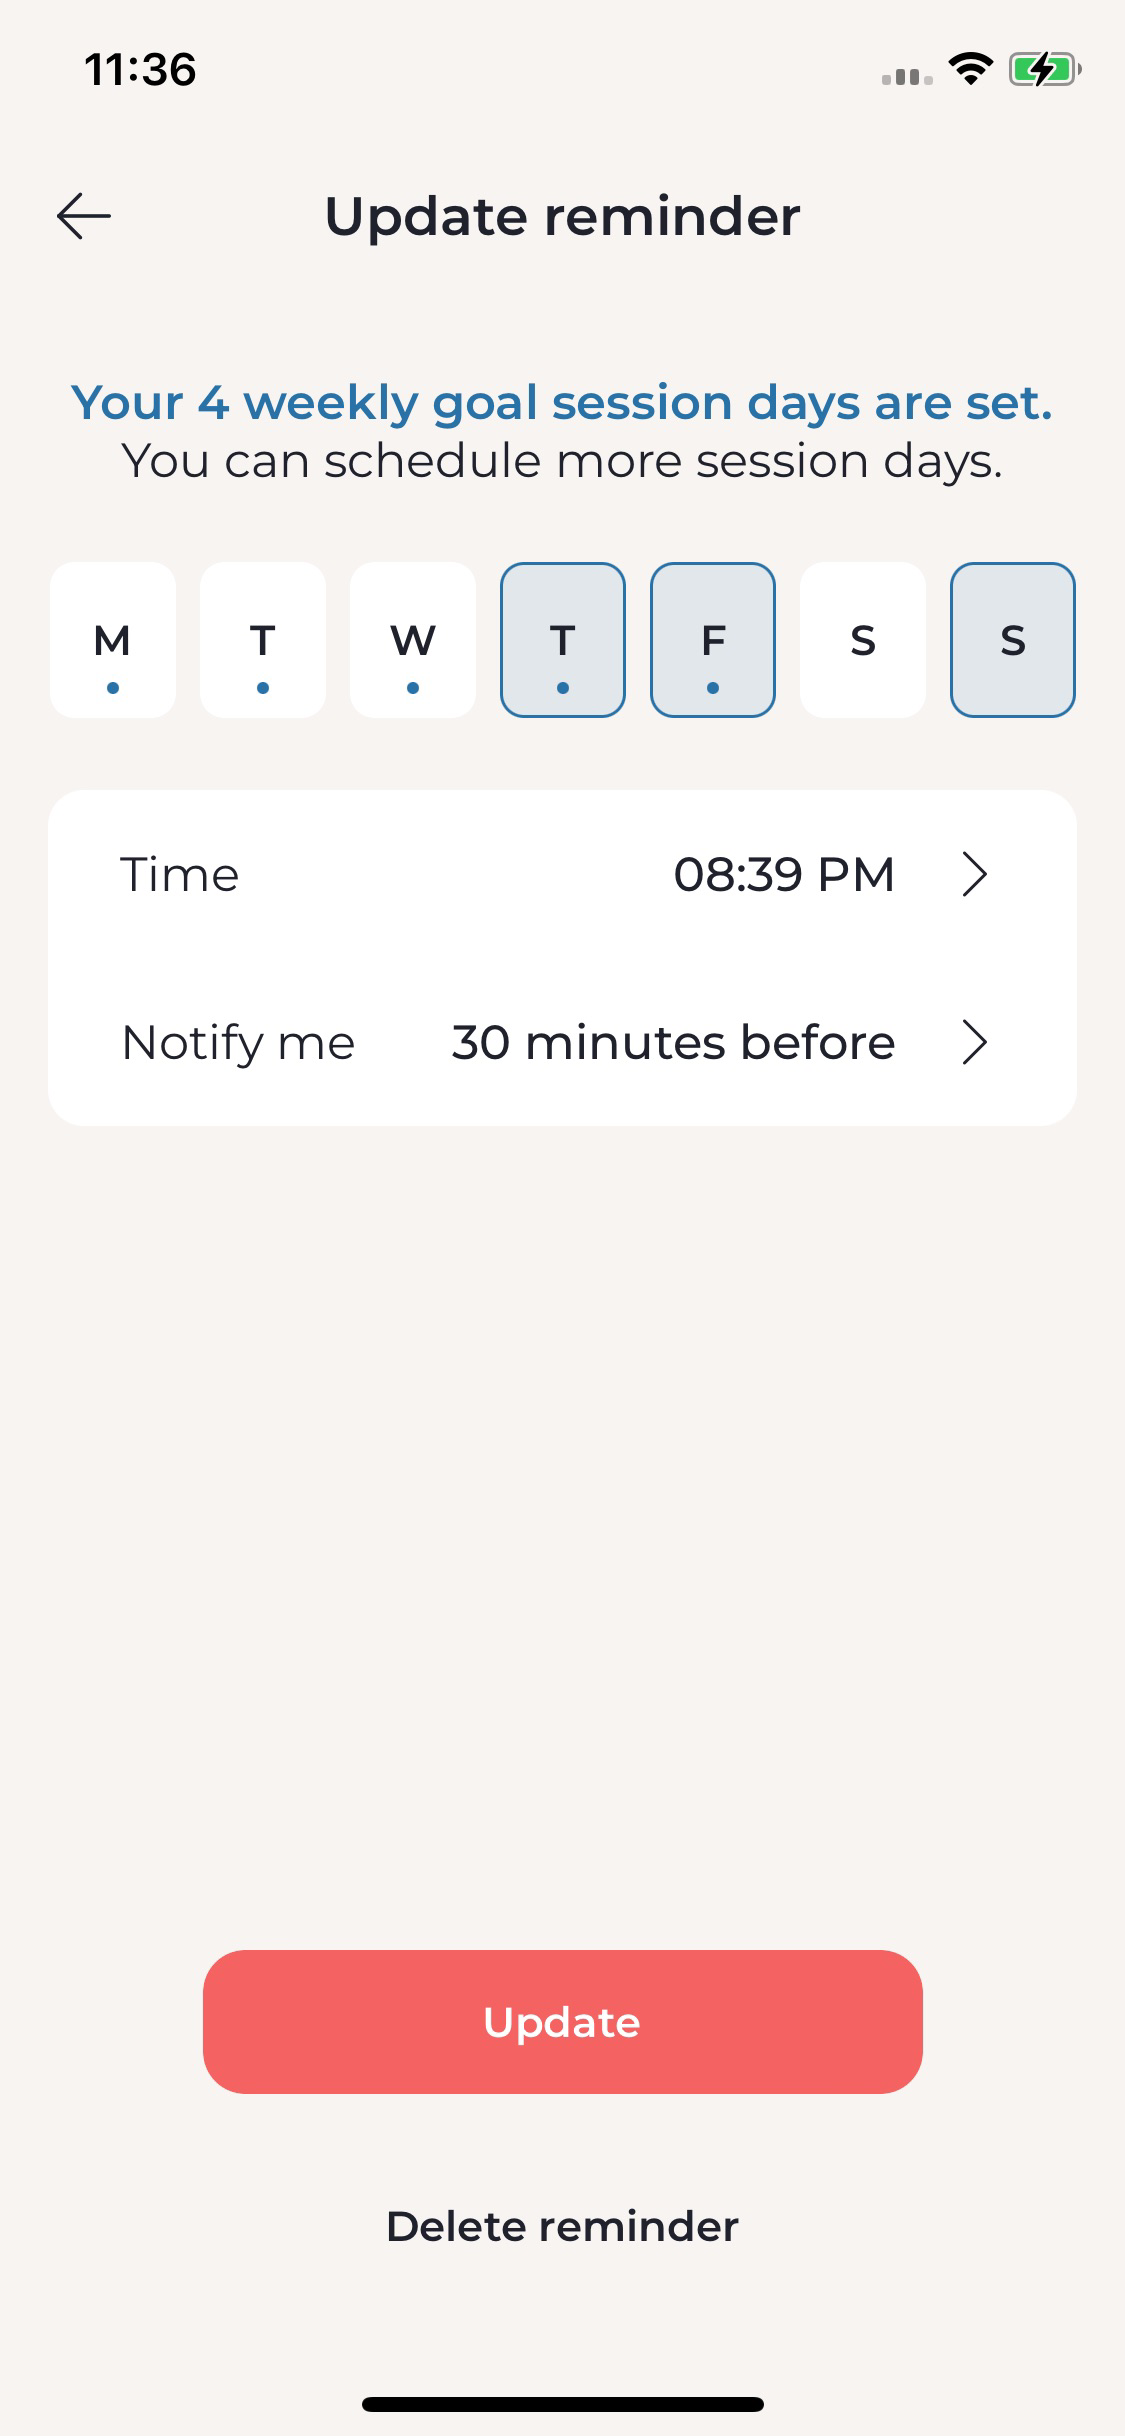 11:36
Update reminder
Your 4 weekly goal session days are set.
You can schedule more session days.
M T W T F S S
Time 08:39 PM
Notify me 30 minutes before
Update
Delete reminder